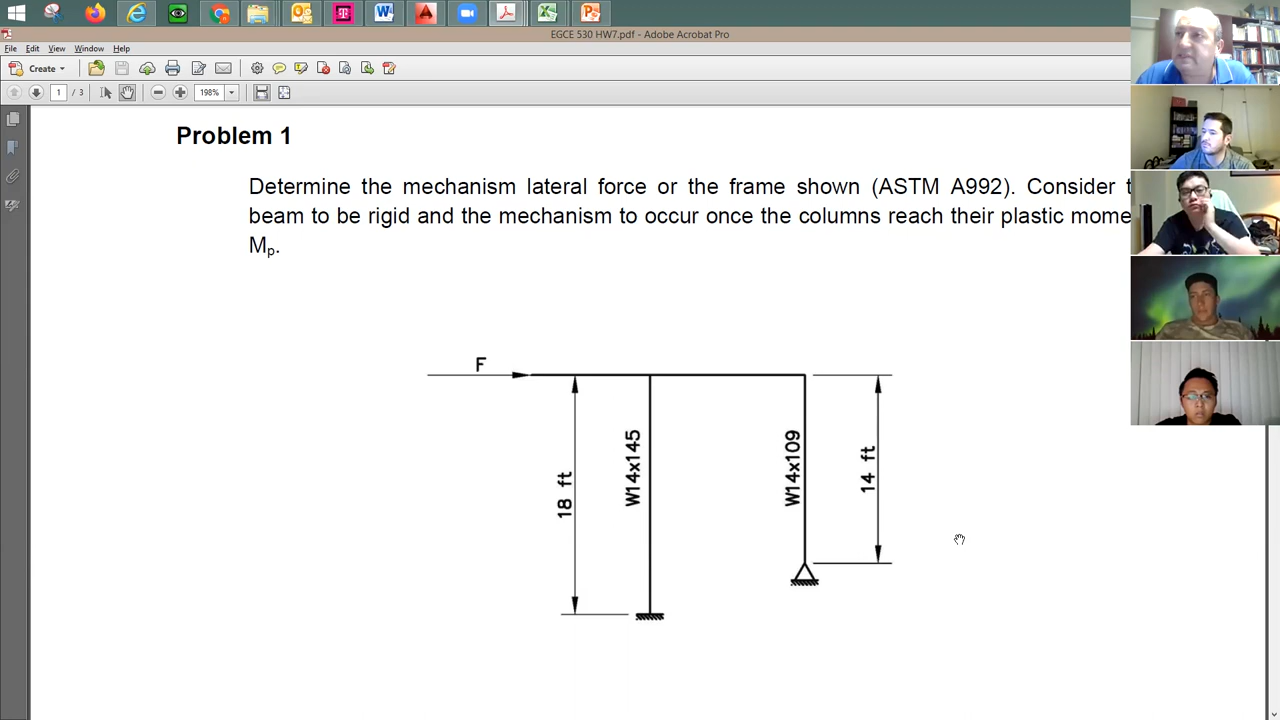 EGCE 530 HW7.pdf - Adobe Acrobat Pro
File Edit View Window Help
Create
1 / 3 198%
Problem 1
Determine the mechanism lateral force or the frame shown (ASTM A992). Consider
beam to be rigid and the mechanism to occur once the columns reach their plastic
Mp.
F
18 ft
W14x145
W14x109
14 ft